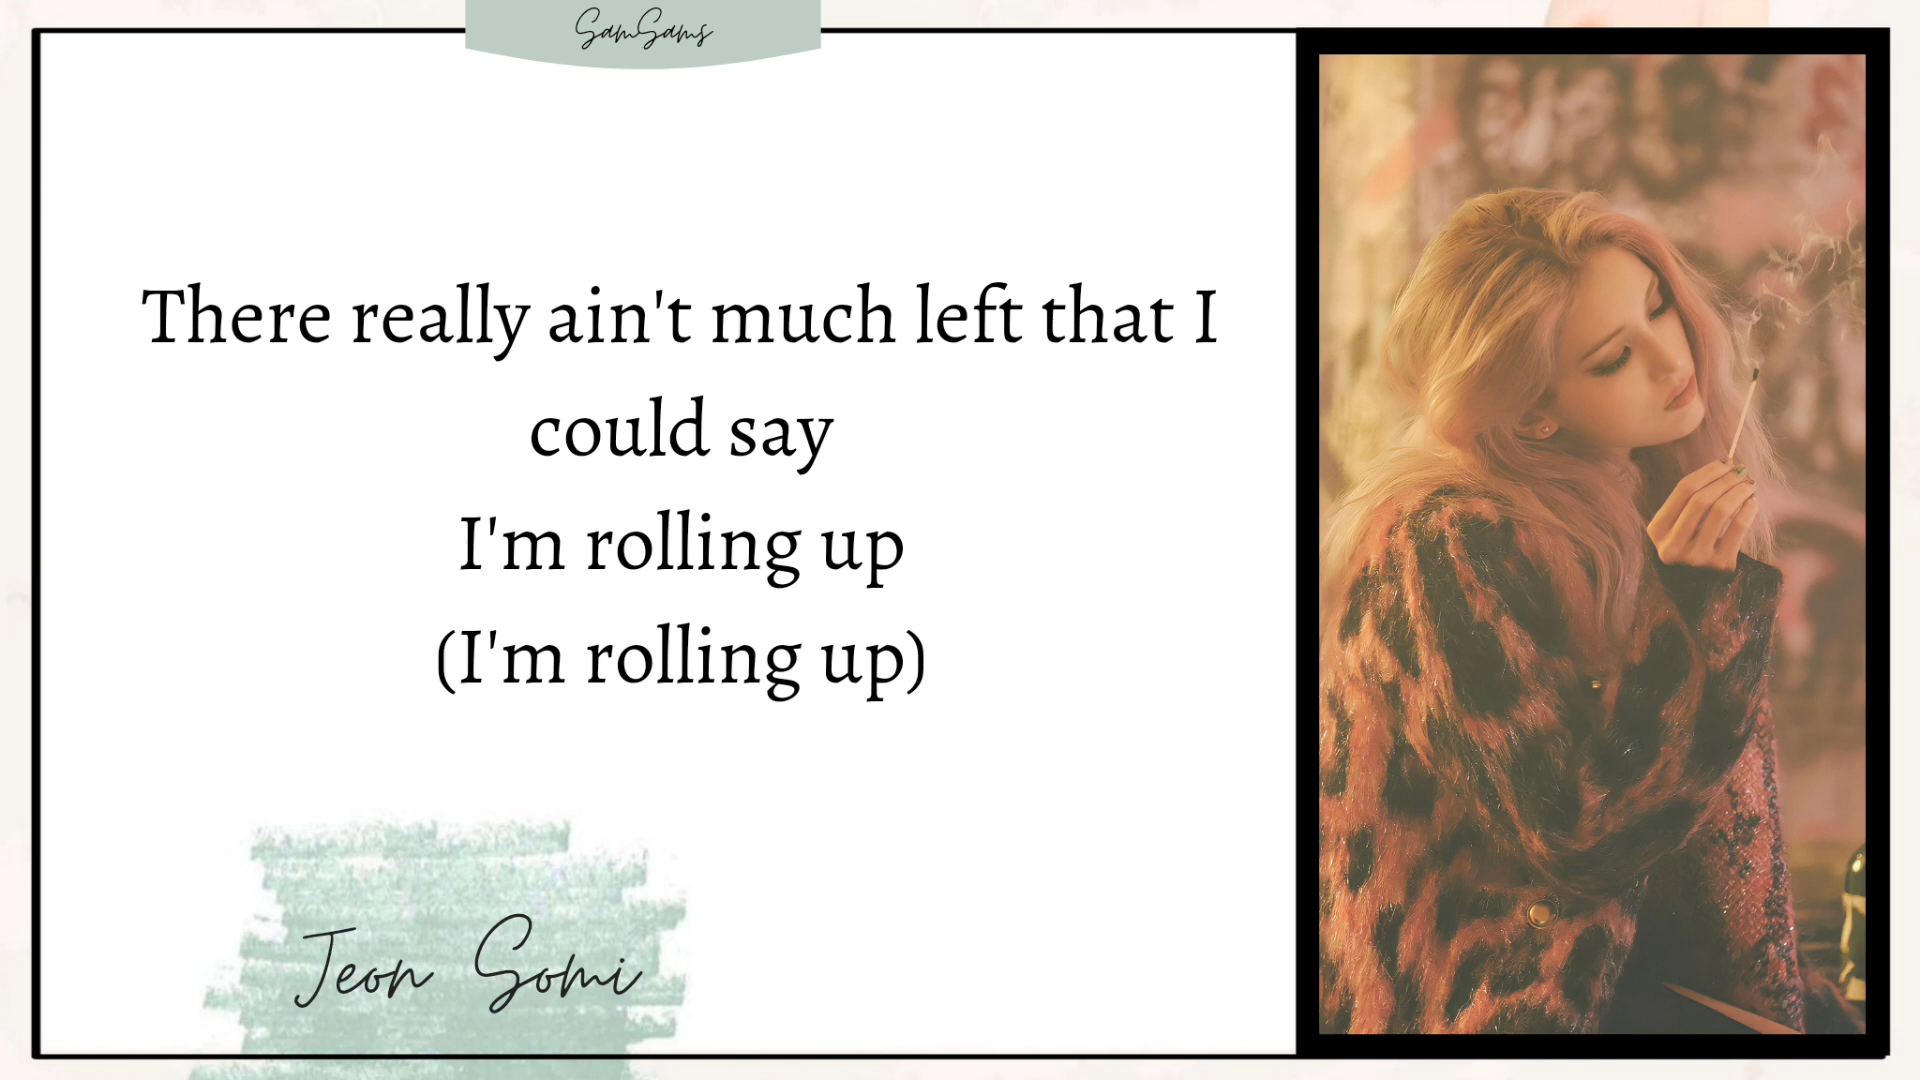 SamSams
There really ain't much left that I
could say
I'm rolling up
(I'm rolling up)
Jeon Somi